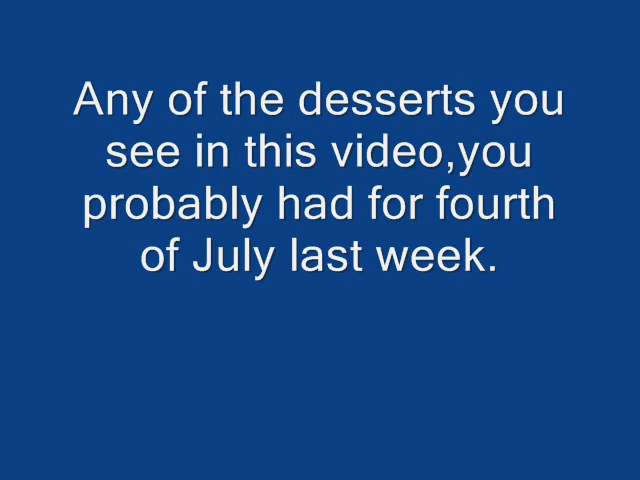 Any of the desserts you
see in this video,you
probably had for fourth
of July last week.